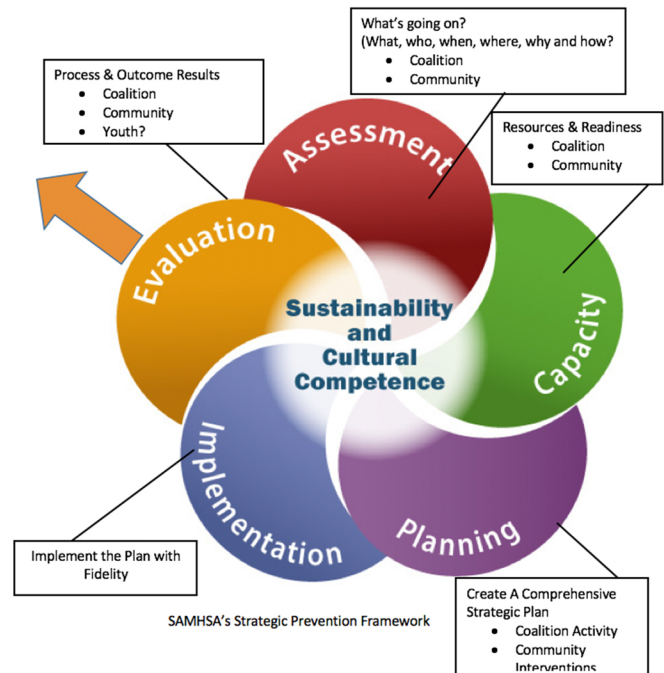 What's going on?
(What, who, when, where, why and how?
• Coalition
• Community
Process & Outcome Results
• Coalition
• Community
• Youth?
Resources & Readiness
• Coalition
• Community
Assessment
Evaluation
Capacity
Sustainability
and
Cultural
Competence
Implementation
Planning
Implement the Plan with
Fidelity
Create A Comprehensive
Strategic Plan
• Coalition Activity
• Community
Interventions
SAMHSA's Strategic Prevention Framework